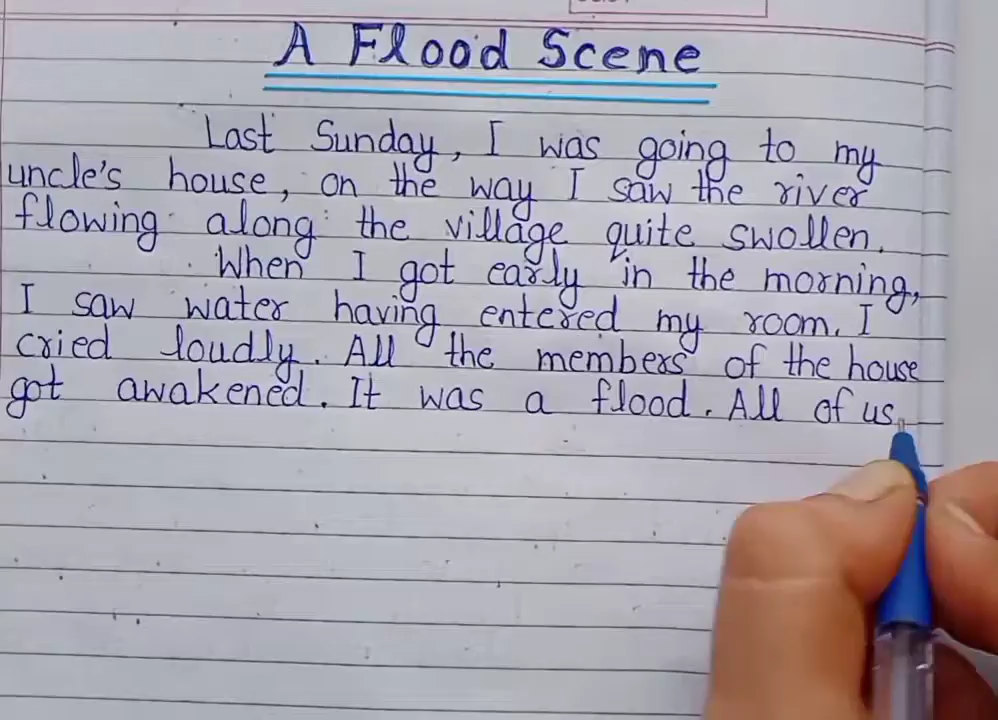 A Flood Scene
Last Sunday, I was going to my
uncle's house, on the way I saw the river
flowing along the village quite swollen.
When I got early in the morning,
I saw water having entered my room. I
cried loudly. All the members of the house
got awakened. It was a flood. All of us